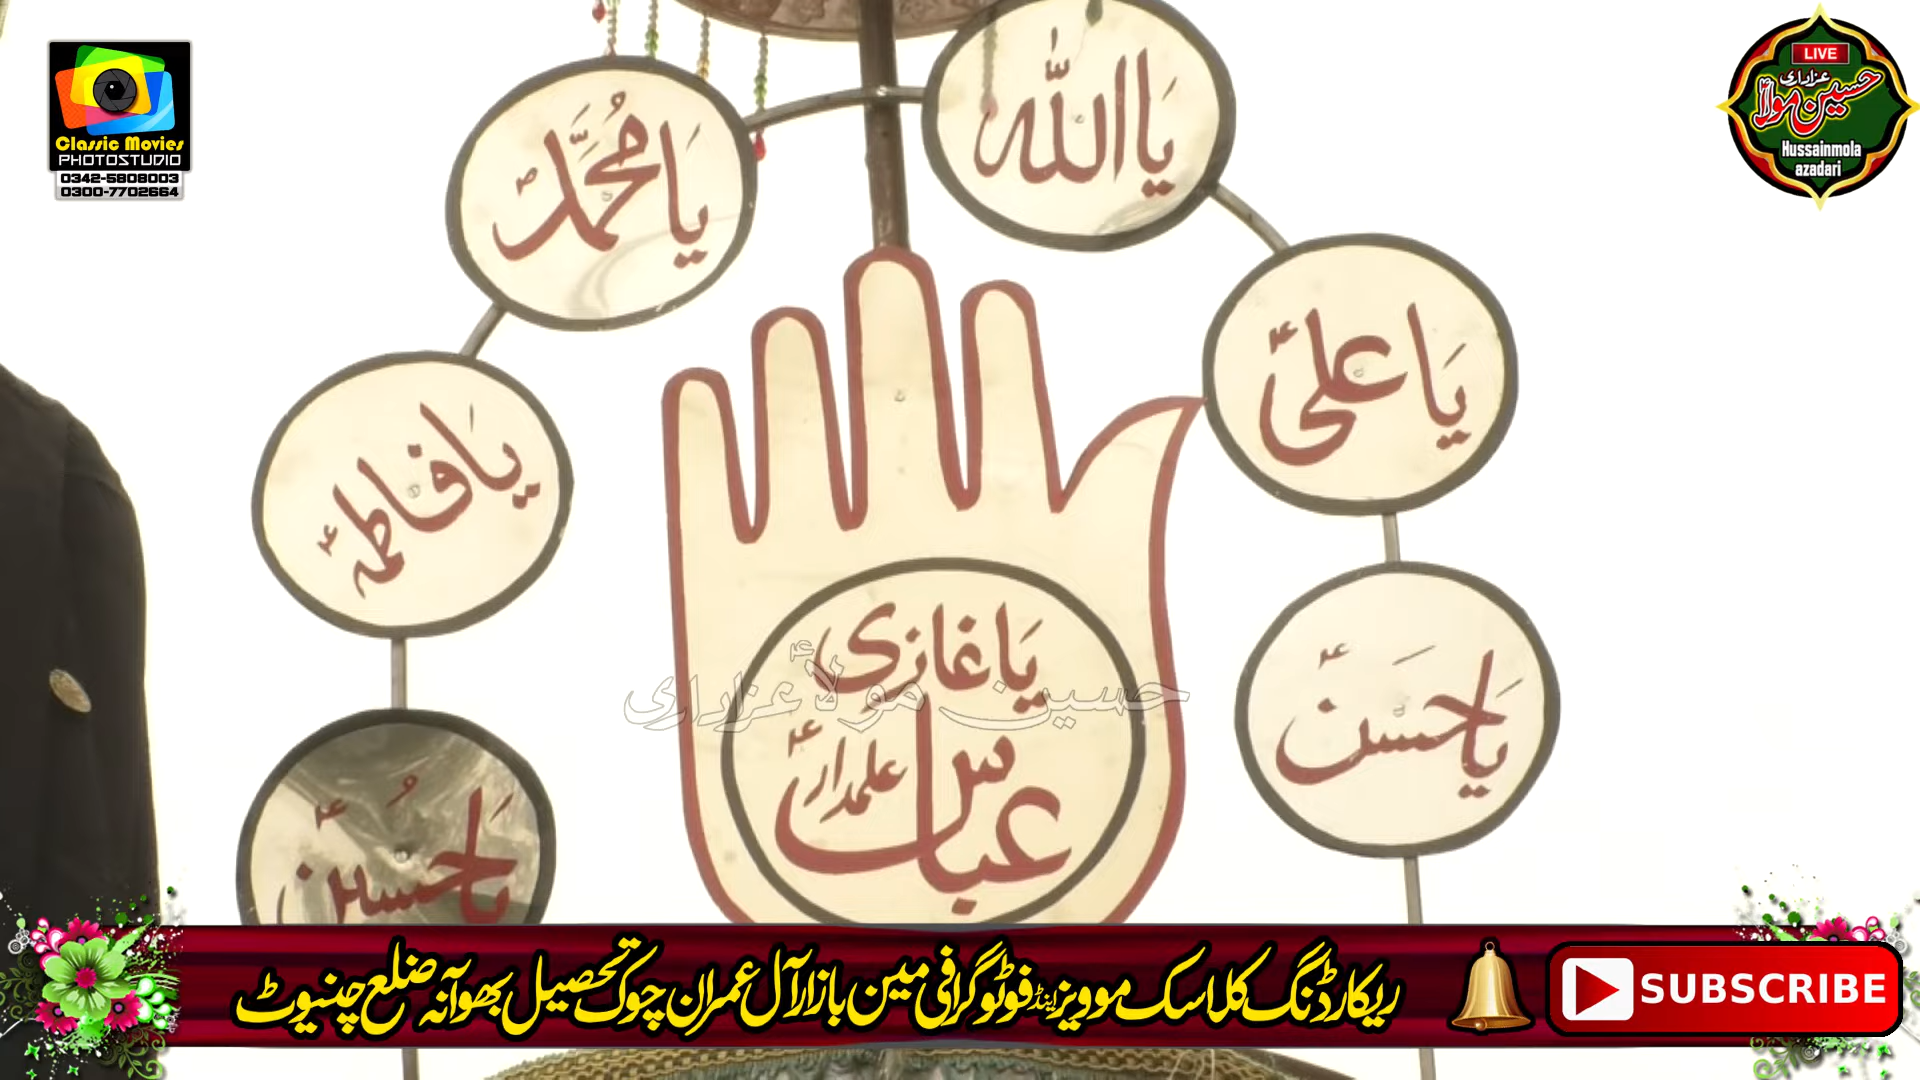 Classic Movies
PHOTOSTUDIO
0342-5808003
0300-7702664
LIVE
عزاداری
حسین مولاؑ
Hussainmola
azadari
یا اللہ
یا محمدؐ
یا علیؑ
یا فاطمہؑ
یا حسنؑ
یا حسینؑ
یا غازی
عباس
علمدارؑ
حسین مولاؑ عزاداری
ریکارڈنگ کلاسک موویز اینڈ فوٹوگرافی مین بازار آل عمران چوک تحصیل بھوآنہ ضلع چنیوٹ
SUBSCRIBE